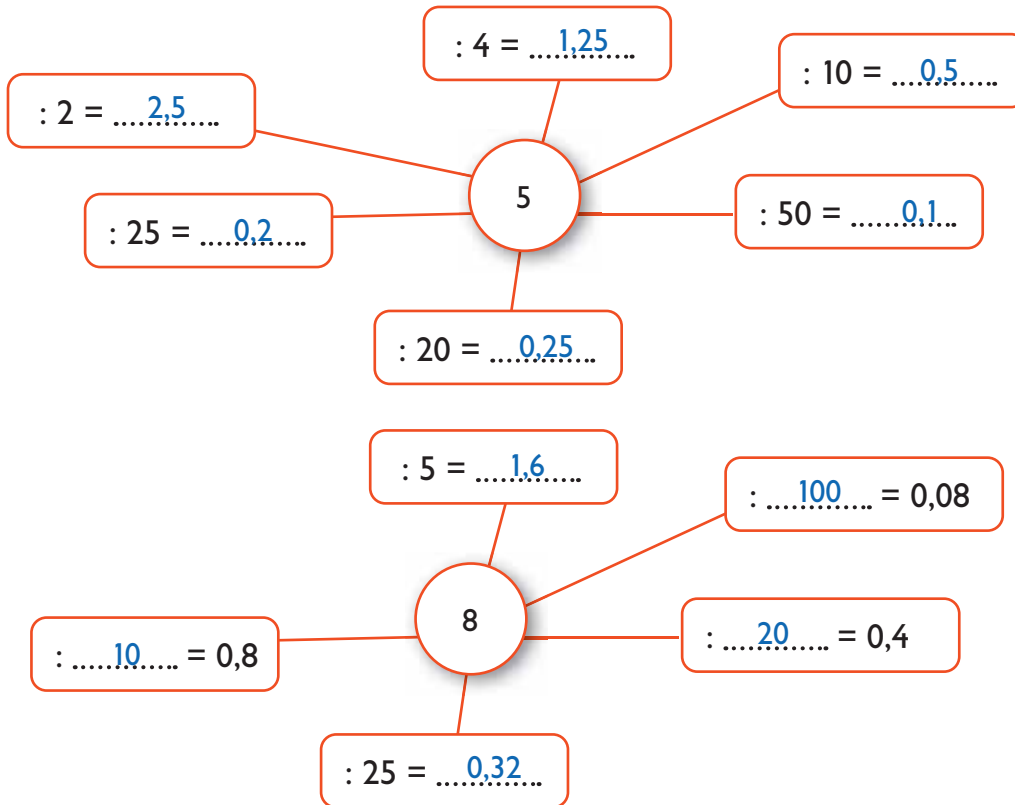 : 4 = ....1,25.....
: 10 = ....0,5.....
: 2 = ....2,5.....
5
: 25 = ....0,2.....
: 50 = ....0,1.....
: 20 = ....0,25.....
: 5 = ....1,6.....
: ....100..... = 0,08
8
: ....10..... = 0,8
: ....20..... = 0,4
: 25 = ....0,32.....